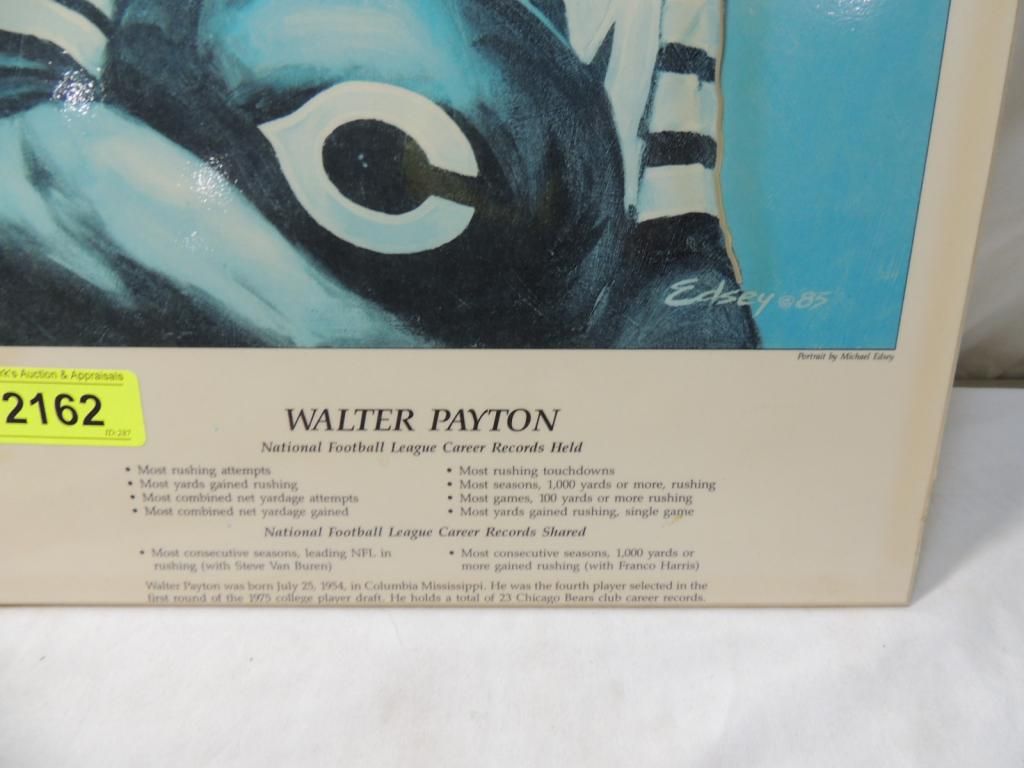 C
Edsey ©85
Portrait by Michael Edsey
rk's Auction & Appraisals
2162
ID:287
WALTER PAYTON
National Football League Career Records Held
• Most rushing attempts
• Most yards gained rushing
• Most combined net yardage attempts
• Most combined net yardage gained
• Most rushing touchdowns
• Most seasons, 1,000 yards or more, rushing
• Most games, 100 yards or more rushing
• Most yards gained rushing, single game
National Football League Career Records Shared
• Most consecutive seasons, leading NFL in
rushing (with Steve Van Buren)
• Most consecutive seasons, 1,000 yards or
more gained rushing (with Franco Harris)
Walter Payton was born July 25, 1954, in Columbia Mississippi. He was the fourth player selected in the
first round of the 1975 college player draft. He holds a total of 23 Chicago Bears club career records.